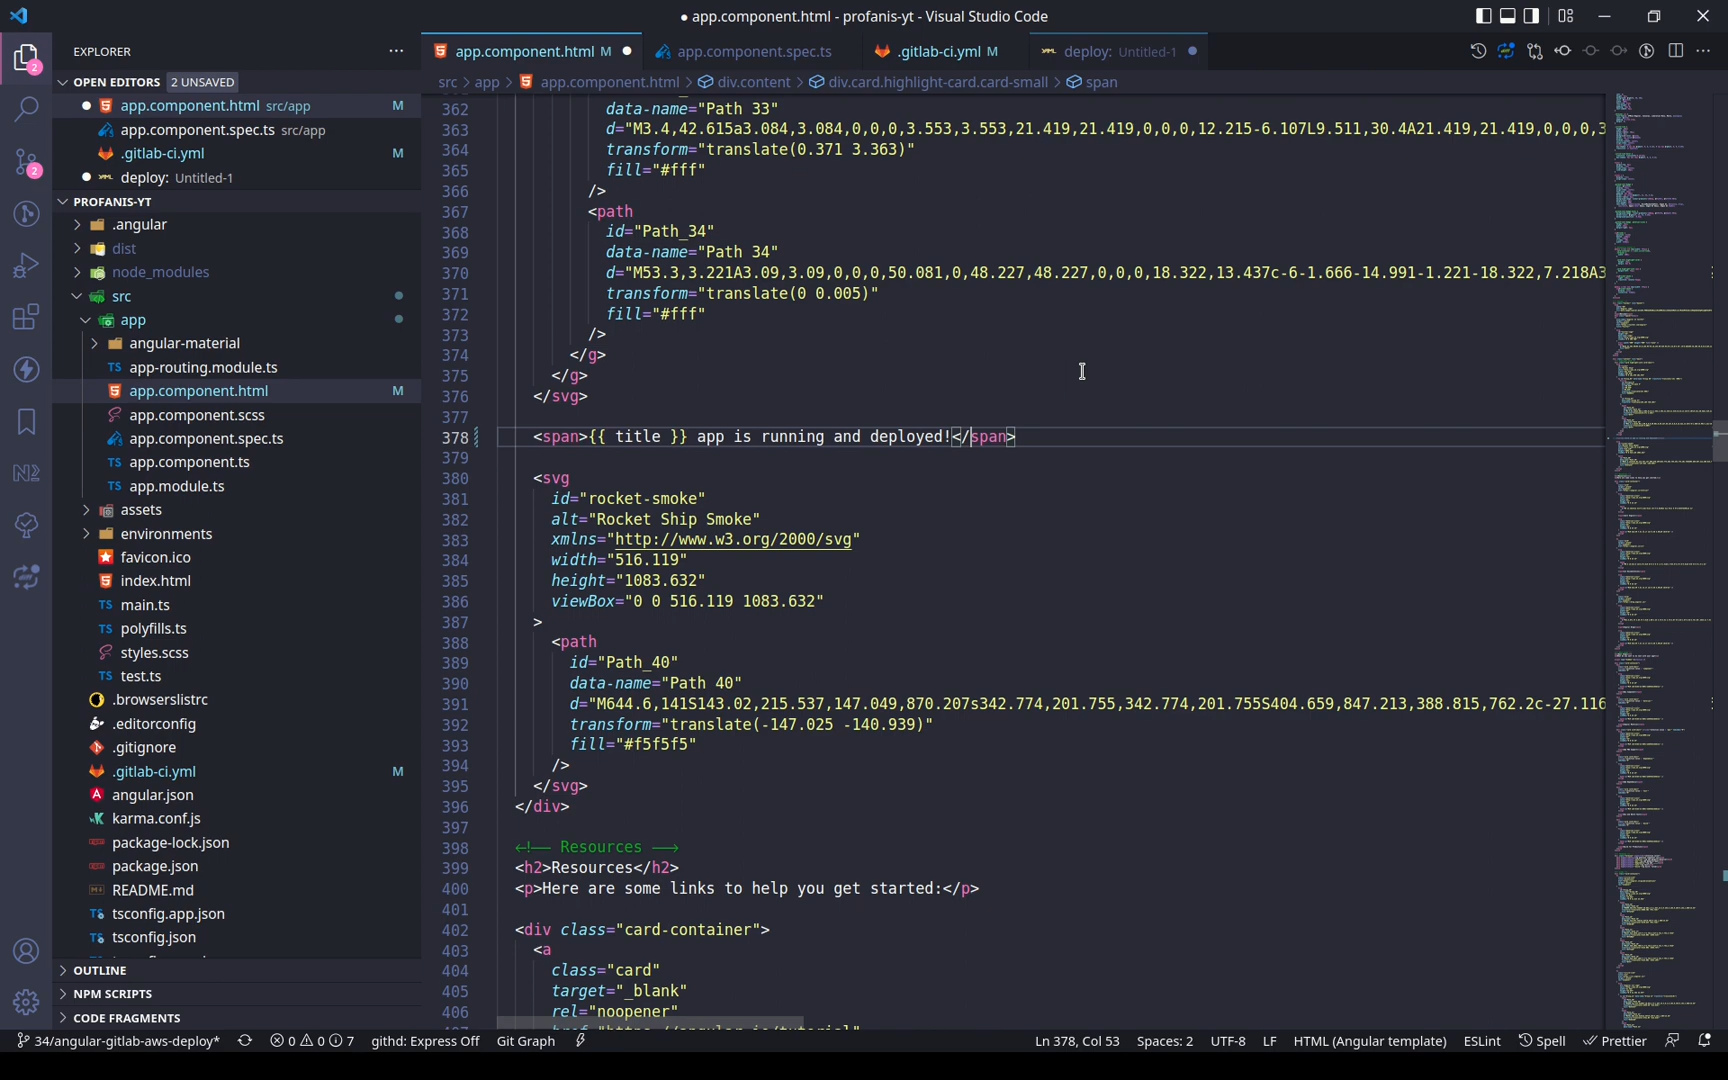 ● app.component.html - profanis-yt - Visual Studio Code
EXPLORER
app.component.html M
app.component.spec.ts
.gitlab-ci.yml M
deploy: Untitled-1
OPEN EDITORS 2 UNSAVED
src > app > app.component.html > div.content > div.card.highlight-card.card-small > span
app.component.html src/app M
app.component.spec.ts src/app
.gitlab-ci.yml M
deploy: Untitled-1
PROFANIS-YT
.angular
dist
node_modules
src
app
angular-material
app-routing.module.ts
app.component.html M
app.component.scss
app.component.spec.ts
app.component.ts
app.module.ts
assets
environments
favicon.ico
index.html
main.ts
polyfills.ts
styles.scss
test.ts
.browserslistrc
.editorconfig
.gitignore
.gitlab-ci.yml M
angular.json
karma.conf.js
package-lock.json
package.json
README.md
tsconfig.app.json
tsconfig.json
OUTLINE
NPM SCRIPTS
CODE FRAGMENTS
362 data-name="Path 33"
363 d="M3.4,42.615a3.084,3.084,0,0,0,3.553,3.553,21.419,21.419,0,0,0,12.215-6.107L9.511,30.4A21.419,21.419,0,0,0,3
364 transform="translate(0.371 3.363)"
365 fill="#fff"
366 />
367 <path
368 id="Path_34"
369 data-name="Path 34"
370 d="M53.3,3.221A3.09,3.09,0,0,0,50.081,0,48.227,48.227,0,0,0,18.322,13.437c-6-1.666-14.991-1.221-18.322,7.218A3
371 transform="translate(0 0.005)"
372 fill="#fff"
373 />
374 </g>
375 </g>
376 </svg>
377
378 <span>{{ title }} app is running and deployed!</span>
379
380 <svg
381 id="rocket-smoke"
382 alt="Rocket Ship Smoke"
383 xmlns="http://www.w3.org/2000/svg"
384 width="516.119"
385 height="1083.632"
386 viewBox="0 0 516.119 1083.632"
387 >
388 <path
389 id="Path_40"
390 data-name="Path 40"
391 d="M644.6,141S143.02,215.537,147.049,870.207s342.774,201.755,342.774,201.755S404.659,847.213,388.815,762.2c-27.116
392 transform="translate(-147.025 -140.939)"
393 fill="#f5f5f5"
394 />
395 </svg>
396 </div>
397
398 <!-- Resources -->
399 <h2>Resources</h2>
400 <p>Here are some links to help you get started:</p>
401
402 <div class="card-container">
403 <a
404 class="card"
405 target="_blank"
406 rel="noopener"
34/angular-gitlab-aws-deploy* 0 0 7 githd: Express Off Git Graph Ln 378, Col 53 Spaces: 2 UTF-8 LF HTML (Angular template) ESLint Spell Prettier